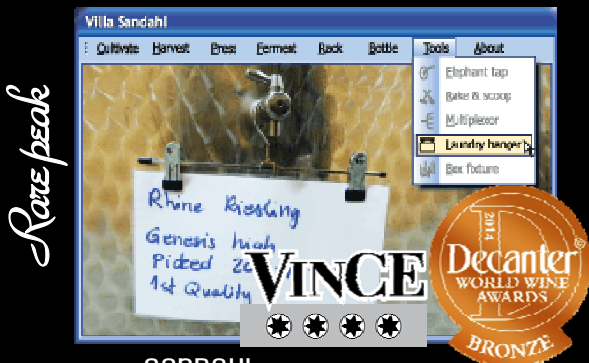 Villa Sandahl
Cultivate Harvest Press Ferment Rack Bottle Tools About
Elephant tap
Rake & scoop
Multiplexor
Laundry hanger
Box fixture
Rare peak
Rhine Riesling
Genesis high
Picked
1st Quality
VINCE
2014
Decanter®
WORLD WINE
AWARDS
BRONZE